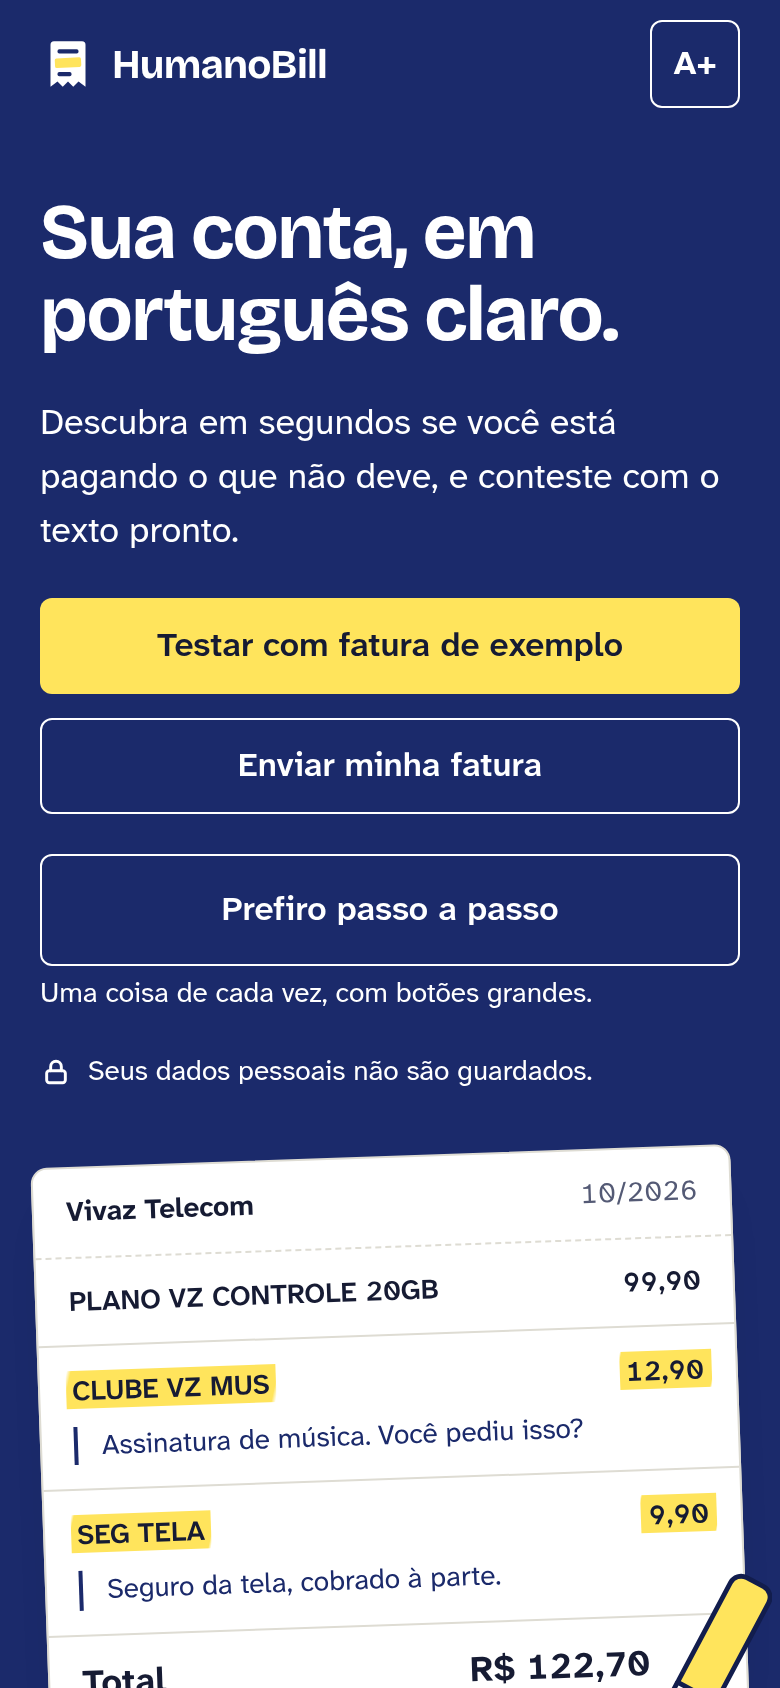 HumanoBill
A+
Sua conta, em
português claro.
Descubra em segundos se você está
pagando o que não deve, e conteste com o
texto pronto.
Testar com fatura de exemplo
Enviar minha fatura
Prefiro passo a passo
Uma coisa de cada vez, com botões grandes.
Seus dados pessoais não são guardados.
Vivaz Telecom 10/2026
PLANO VZ CONTROLE 20GB 99,90
CLUBE VZ MUS 12,90
Assinatura de música. Você pediu isso?
SEG TELA 9,90
Seguro da tela, cobrado à parte.
Total R$ 122,70